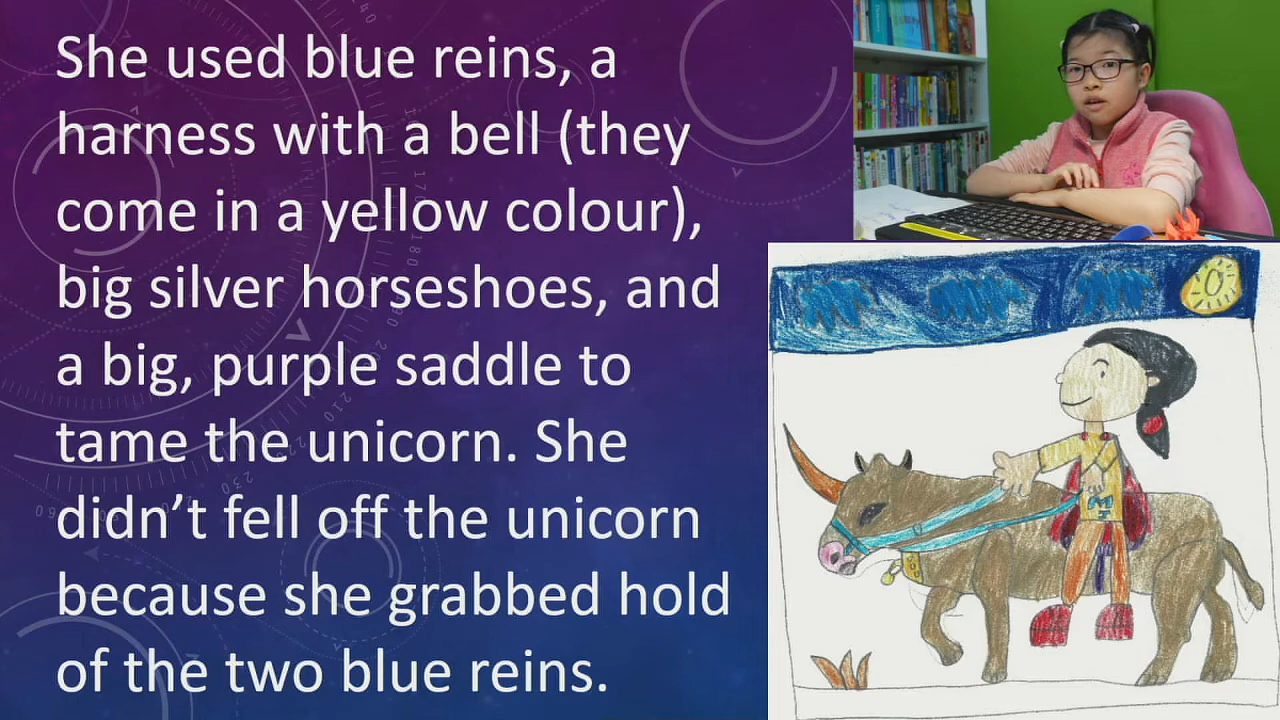 She used blue reins, a
harness with a bell (they
come in a yellow colour),
big silver horseshoes, and
a big, purple saddle to
tame the unicorn. She
didn’t fell off the unicorn
because she grabbed hold
of the two blue reins.